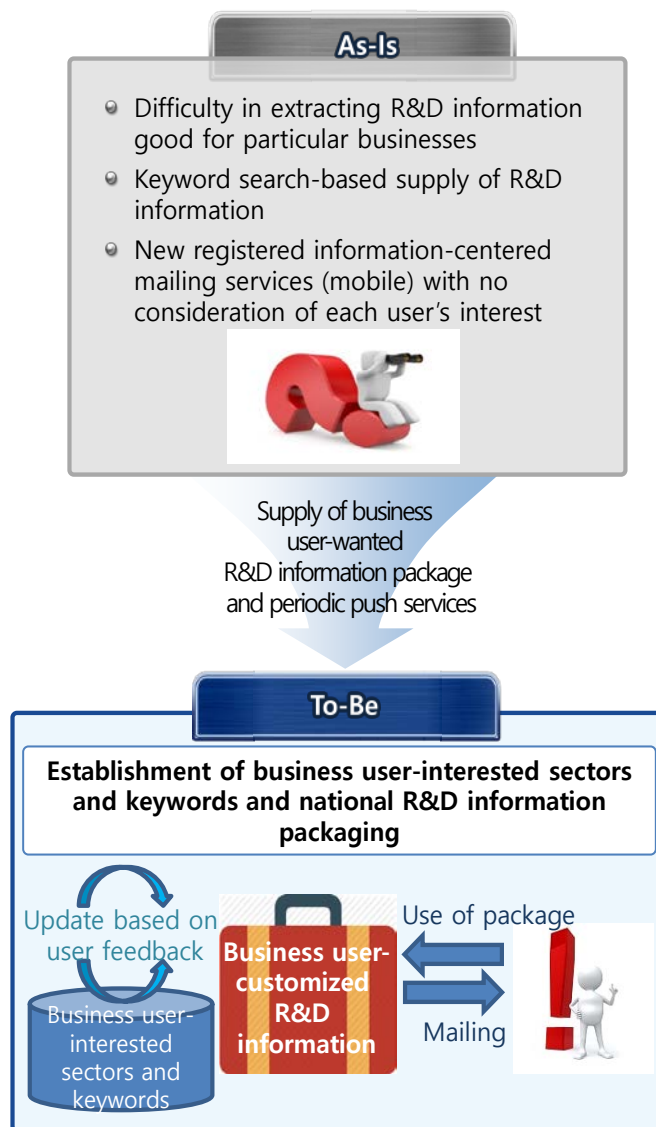 As-Is
Difficulty in extracting R&D information
good for particular businesses
Keyword search-based supply of R&D
information
New registered information-centered
mailing services (mobile) with no
consideration of each user's interest
Supply of business
user-wanted
R&D information package
and periodic push services
To-Be
Establishment of business user-interested sectors
and keywords and national R&D information
packaging
Update based on
user feedback
Business user-
interested
sectors and
keywords
Business user-
customized
R&D
information
Use of package
Mailing